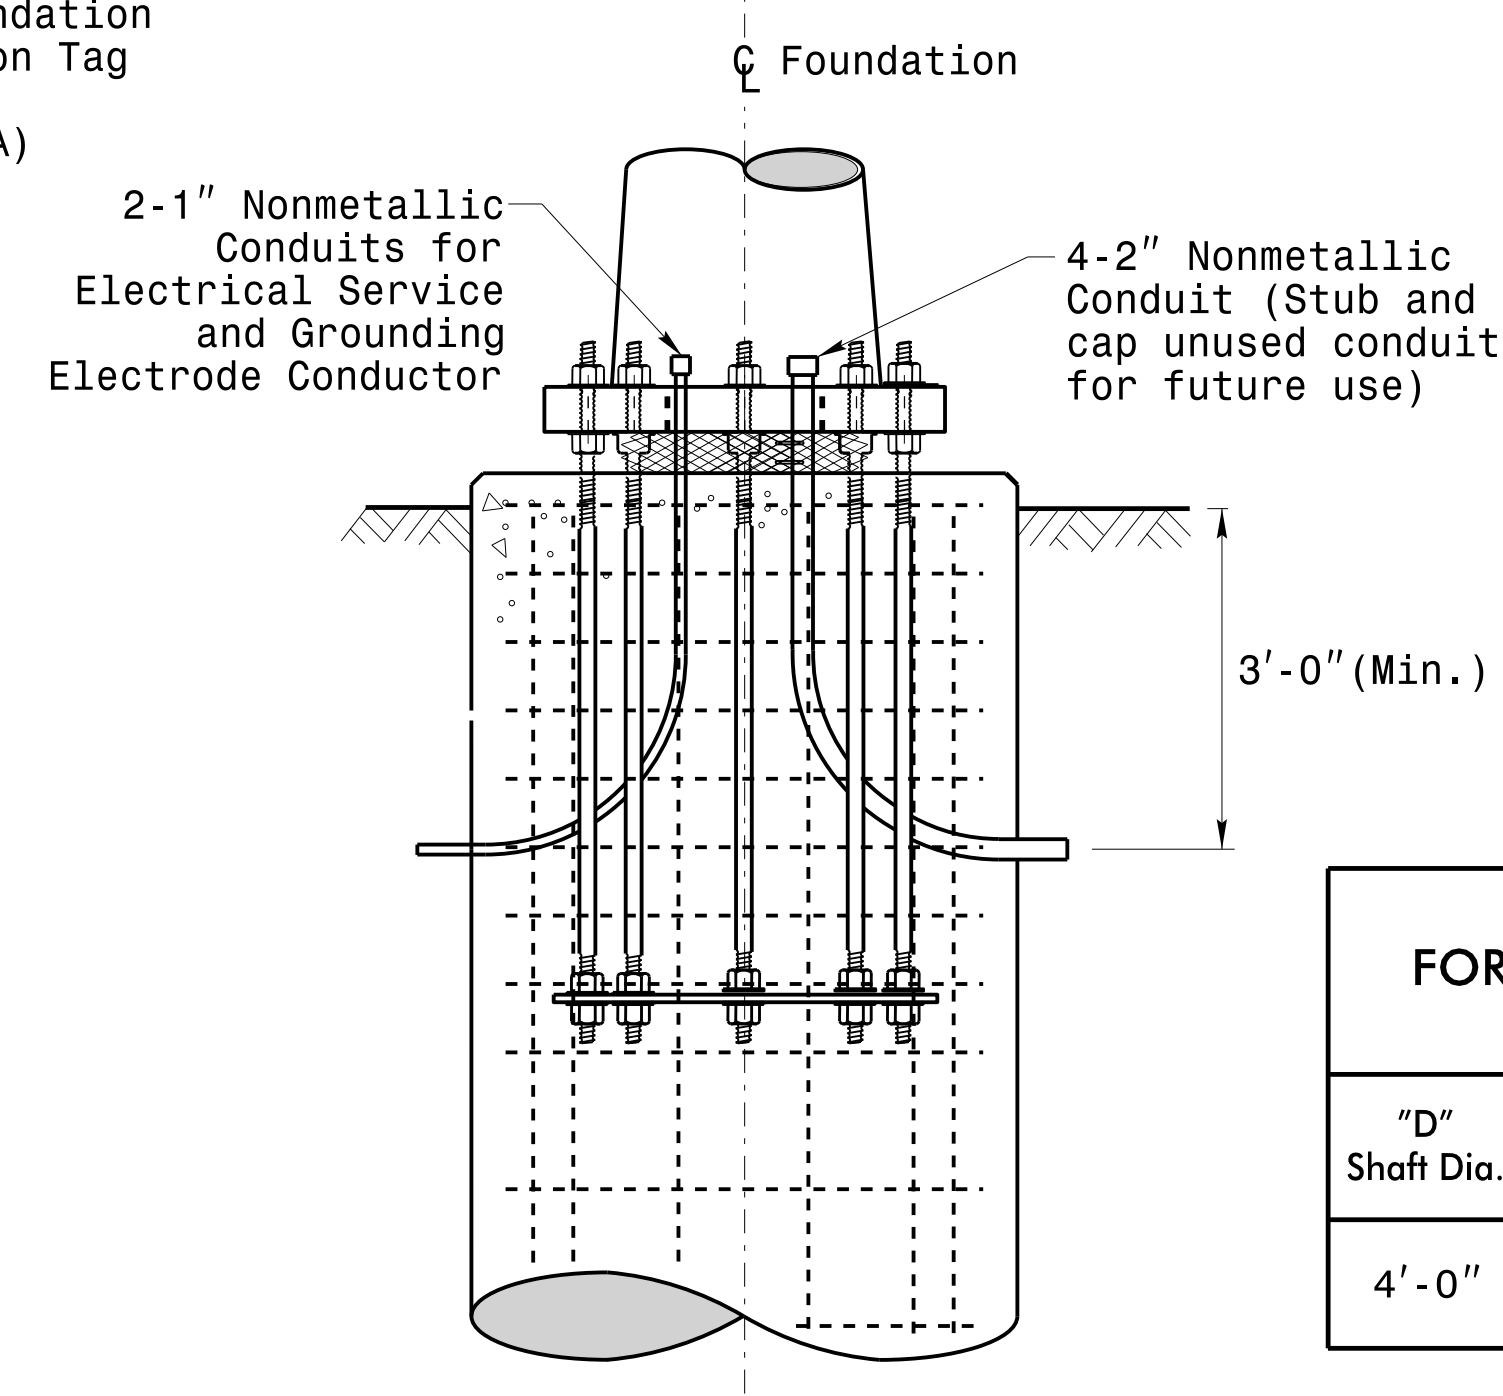 ndation
on Tag
A)
℄ Foundation
2-1" Nonmetallic
Conduits for
Electrical Service
and Grounding
Electrode Conductor
4-2" Nonmetallic
Conduit (Stub and
cap unused conduit
for future use)
3'-0"(Min.)
FOR
"D"
Shaft Dia.
4'-0"